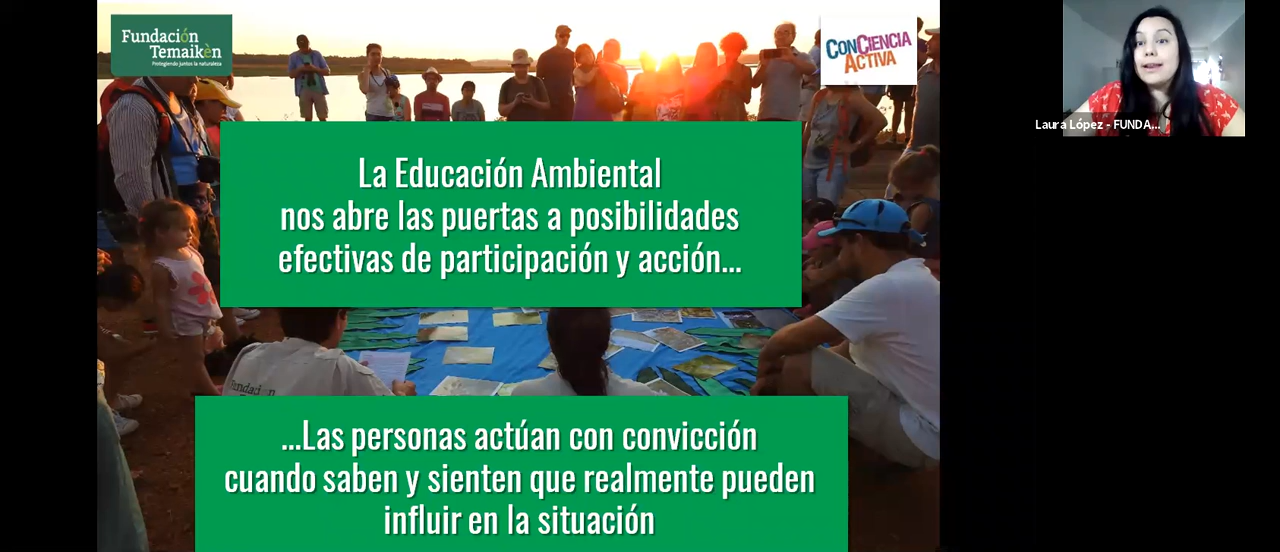 Fundación
Temaikèn
Protegiendo juntos la naturaleza
CONCIENCIA
ACTIVA
La Educación Ambiental
nos abre las puertas a posibilidades
efectivas de participación y acción...
Fundación
...Las personas actúan con convicción
cuando saben y sienten que realmente pueden
influir en la situación
Laura López - FUNDA...